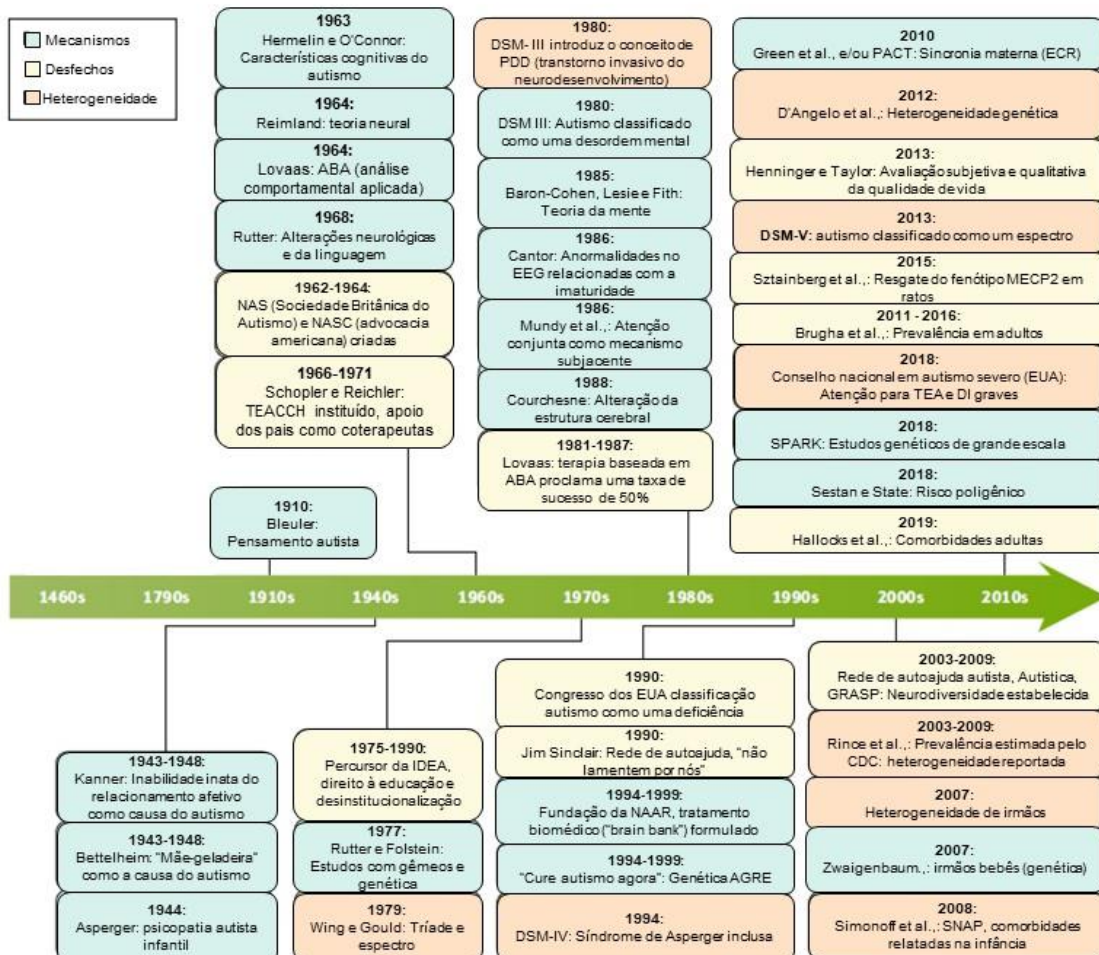 Mecanismos
Desfechos
Heterogeneidade
1963
Hermelin e O'Connor:
Características cognitivas do
autismo
1964:
Reimland: teoria neural
1964:
Lovaas: ABA (análise
comportamental aplicada)
1968:
Rutter: Alterações neurológicas
e da linguagem
1962-1964:
NAS (Sociedade Britânica do
Autismo) e NASC (advocacia
americana) criadas
1966-1971
Schopler e Reichler:
TEACCH instituído, apoio
dos pais como coterapeutas
1910:
Bleuler:
Pensamento autista
1980:
DSM- III introduz o conceito de
PDD (transtorno invasivo do
neurodesenvolvimento)
1980:
DSM III: Autismo classificado
como uma desordem mental
1985:
Baron-Cohen, Leslie e Fith:
Teoria da mente
1986:
Cantor: Anormalidades no
EEG relacionadas com a
imaturidade
1986:
Mundy et al.,: Atenção
conjunta como mecanismo
subjacente
1988:
Courchesne: Alteração da
estrutura cerebral
1981-1987:
Lovaas: terapia baseada em
ABA proclama uma taxa de
sucesso de 50%
2010
Green et al., e/ou PACT: Sincronia materna (ECR)
2012:
D'Angelo et al.,: Heterogeneidade genética
2013:
Henninger e Taylor: Avaliação subjetiva e qualitativa
da qualidade de vida
2013:
DSM-V: autismo classificado como um espectro
2015:
Sztainberg et al.,: Resgate do fenótipo MECP2 em
ratos
2011 - 2016:
Brugha et al.,: Prevalência em adultos
2018:
Conselho nacional em autismo severo (EUA):
Atenção para TEA e DI graves
2018:
SPARK: Estudos genéticos de grande escala
2018:
Sestan e State: Risco poligênico
2019:
Hallocks et al.,: Comorbidades adultas
1460s 1790s 1910s 1940s 1960s 1970s 1980s 1990s 2000s 2010s
1943-1948:
Kanner: Inabilidade inata do
relacionamento afetivo
como causa do autismo
1943-1948:
Bettelheim: "Mãe-geladeira"
como a causa do autismo
1944:
Asperger: psicopatia autista
infantil
1975-1990:
Percursor da IDEA,
direito à educação e
desinstitucionalização
1977:
Rutter e Folstein:
Estudos com gêmeos e
genética
1979:
Wing e Gould: Tríade e
espectro
1990:
Congresso dos EUA classificação
autismo como uma deficiência
1990:
Jim Sinclair: Rede de autoajuda, "não
lamentem por nós"
1994-1999:
Fundação da NAAR, tratamento
biomédico ("brain bank") formulado
1994-1999:
"Cure autismo agora": Genética AGRE
1994:
DSM-IV: Síndrome de Asperger inclusa
2003-2009:
Rede de autoajuda autista, Autistica,
GRASP: Neurodiversidade estabelecida
2003-2009:
Rince et al.,: Prevalência estimada pelo
CDC: heterogeneidade reportada
2007:
Heterogeneidade de irmãos
2007:
Zwaigenbaum.,: irmãos bebês (genética)
2008:
Simonoff et al.,: SNAP, comorbidades
relatadas na infância